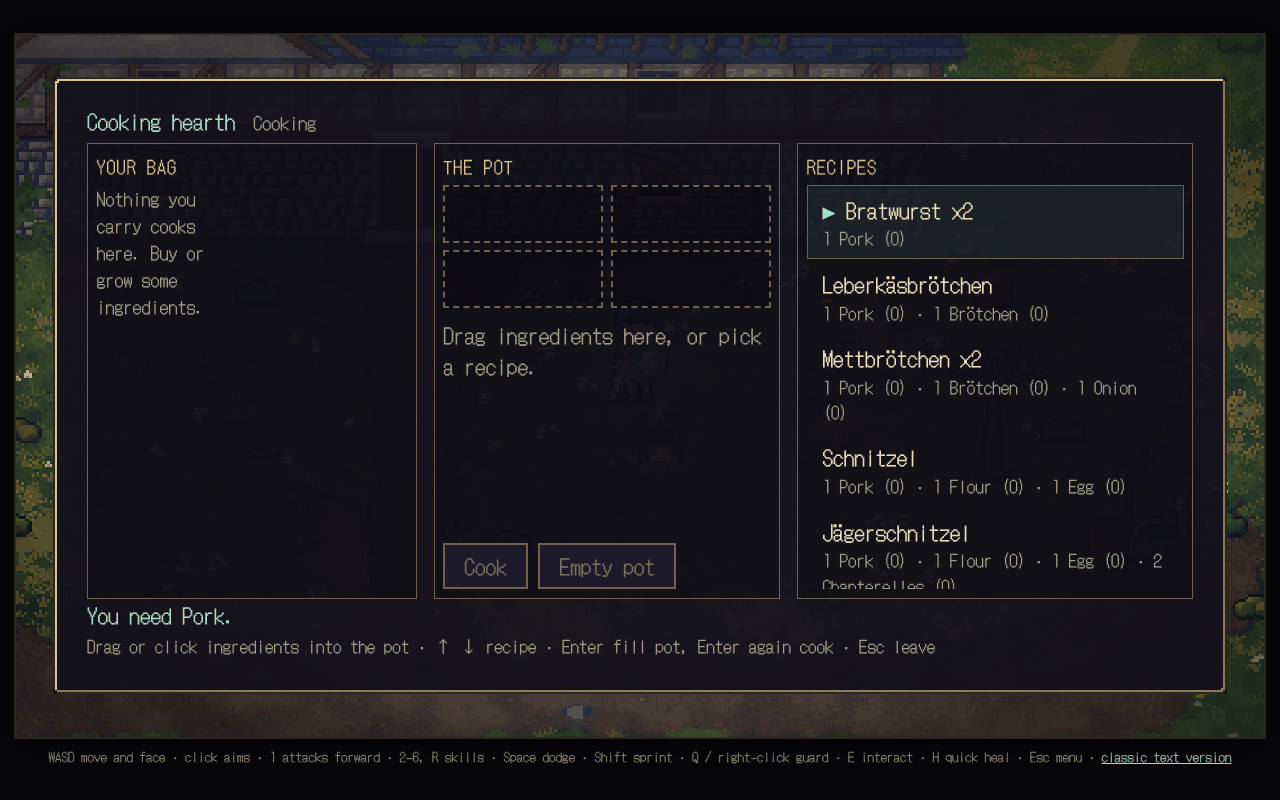 Cooking hearth Cooking
YOUR BAG
Nothing you
carry cooks
here. Buy or
grow some
ingredients.
THE POT
Drag ingredients here, or pick
a recipe.
Cook
Empty pot
RECIPES
▶ Bratwurst x2
1 Pork (0)
Leberkäsbrötchen
1 Pork (0) · 1 Brötchen (0)
Mettbrötchen x2
1 Pork (0) · 1 Brötchen (0) · 1 Onion
(0)
Schnitzel
1 Pork (0) · 1 Flour (0) · 1 Egg (0)
Jägerschnitzel
1 Pork (0) · 1 Flour (0) · 1 Egg (0) · 2
Chanterelles (0)
You need Pork.
Drag or click ingredients into the pot · ↑ ↓ recipe · Enter fill pot, Enter again cook · Esc leave
WASD move and face · click aims · 1 attacks forward · 2–6, R skills · Space dodge · Shift sprint · Q / right-click guard · E interact · H quick heal · Esc menu · classic text version